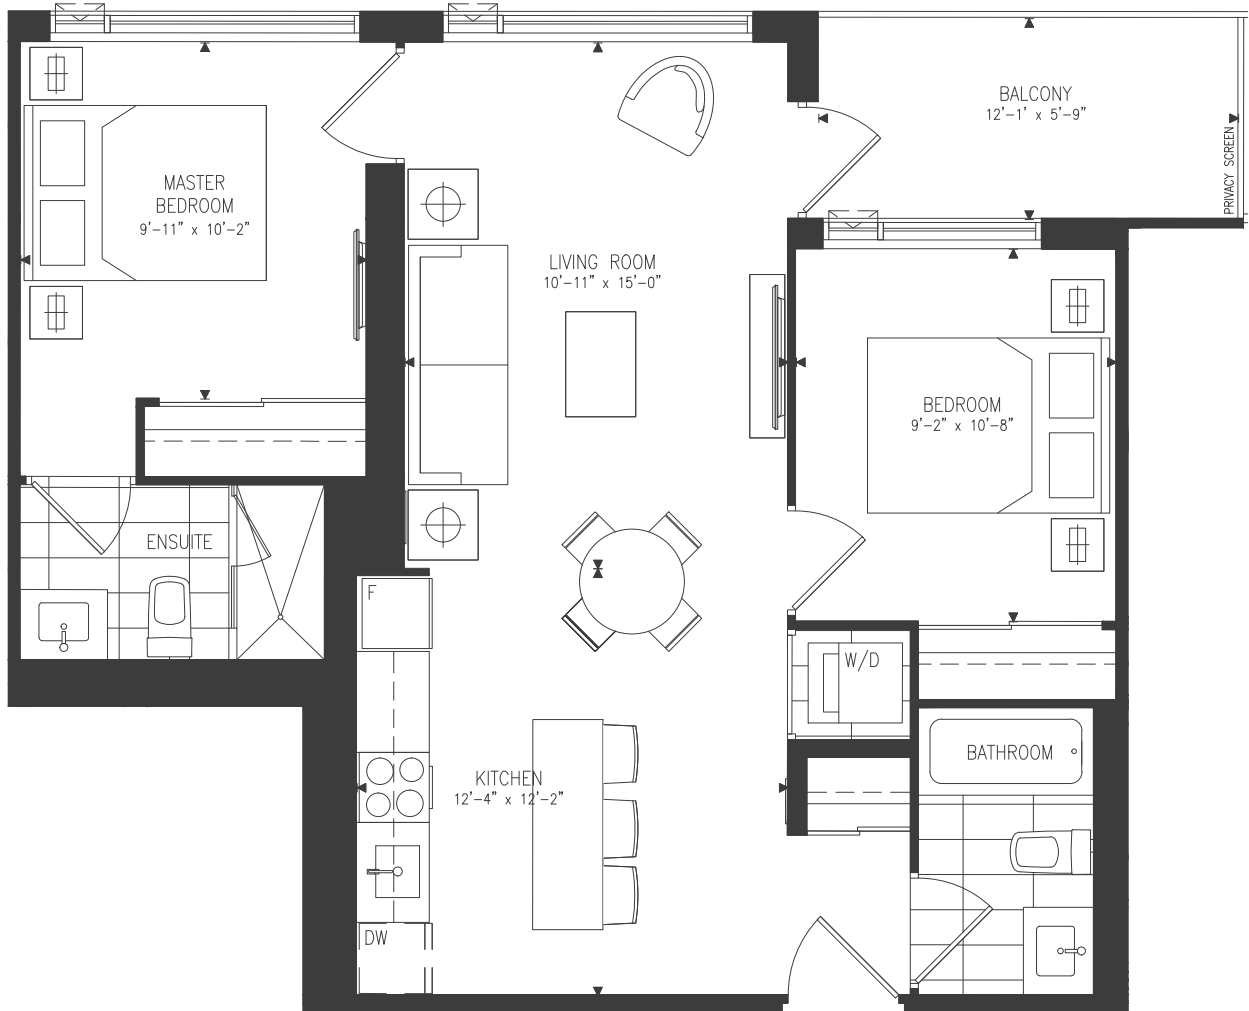 BALCONY
12'-1" x 5'-9"
PRIVACY SCREEN
MASTER
BEDROOM
9'-11" x 10'-2"
LIVING ROOM
10'-11" x 15'-0"
BEDROOM
9'-2" x 10'-8"
ENSUITE
F
W/D
BATHROOM
KITCHEN
12'-4" x 12'-2"
DW